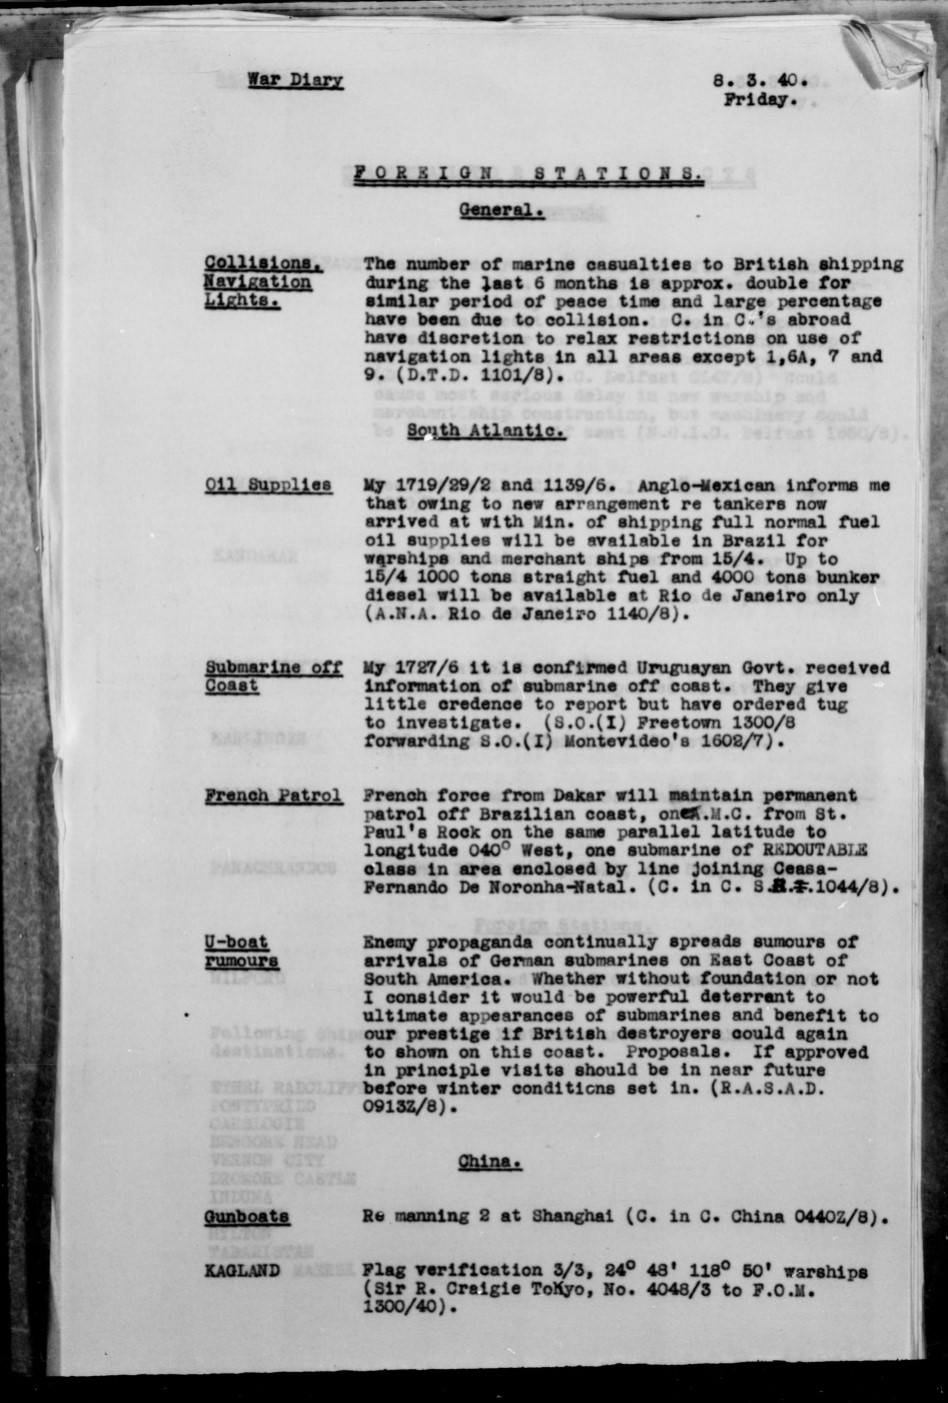 War Diary
8. 3. 40.
Friday.
FOREIGN STATIONS.
General.
Collisions.
Navigation
Lights.
The number of marine casualties to British shipping
during the last 6 months is approx. double for
similar period of peace time and large percentage
have been due to collision. C. in C.'s abroad
have discretion to relax restrictions on use of
navigation lights in all areas except 1,6A, 7 and
9. (D.T.D. 1101/8).
South Atlantic.
Oil Supplies
My 1719/29/2 and 1139/6. Anglo-Mexican informs me
that owing to new arrangement re tankers now
arrived at with Min. of shipping full normal fuel
oil supplies will be available in Brazil for
warships and merchant ships from 15/4. Up to
15/4 1000 tons straight fuel and 4000 tons bunker
diesel will be available at Rio de Janeiro only
(A.N.A. Rio de Janeiro 1140/8).
Submarine off
Coast
My 1727/6 it is confirmed Uruguayan Govt. received
information of submarine off coast. They give
little credence to report but have ordered tug
to investigate. (S.O.(I) Freetown 1300/8
forwarding S.O.(I) Montevideo's 1602/7).
French Patrol
French force from Dakar will maintain permanent
patrol off Brazilian coast, one .M.C. from St.
Paul's Rock on the same parallel latitude to
longitude 040° West, one submarine of REDOUTABLE
class in area enclosed by line joining Ceasa-
Fernando De Noronha-Natal. (C. in C. S. 1044/8).
U-boat
rumours
Enemy propaganda continually spreads sumours of
arrivals of German submarines on East Coast of
South America. Whether without foundation or not
I consider it would be powerful deterrent to
ultimate appearances of submarines and benefit to
our prestige if British destroyers could again
to shown on this coast. Proposals. If approved
in principle visits should be in near future
before winter conditions set in. (R.A.S.A.D.
0913Z/8).
China.
Gunboats
Re manning 2 at Shanghai (C. in C. China 0440Z/8).
KAGLAND
Flag verification 3/3, 24° 48' 118° 50' warships
(Sir R. Craigie ToKyo, No. 4048/3 to F.O.M.
1300/40).